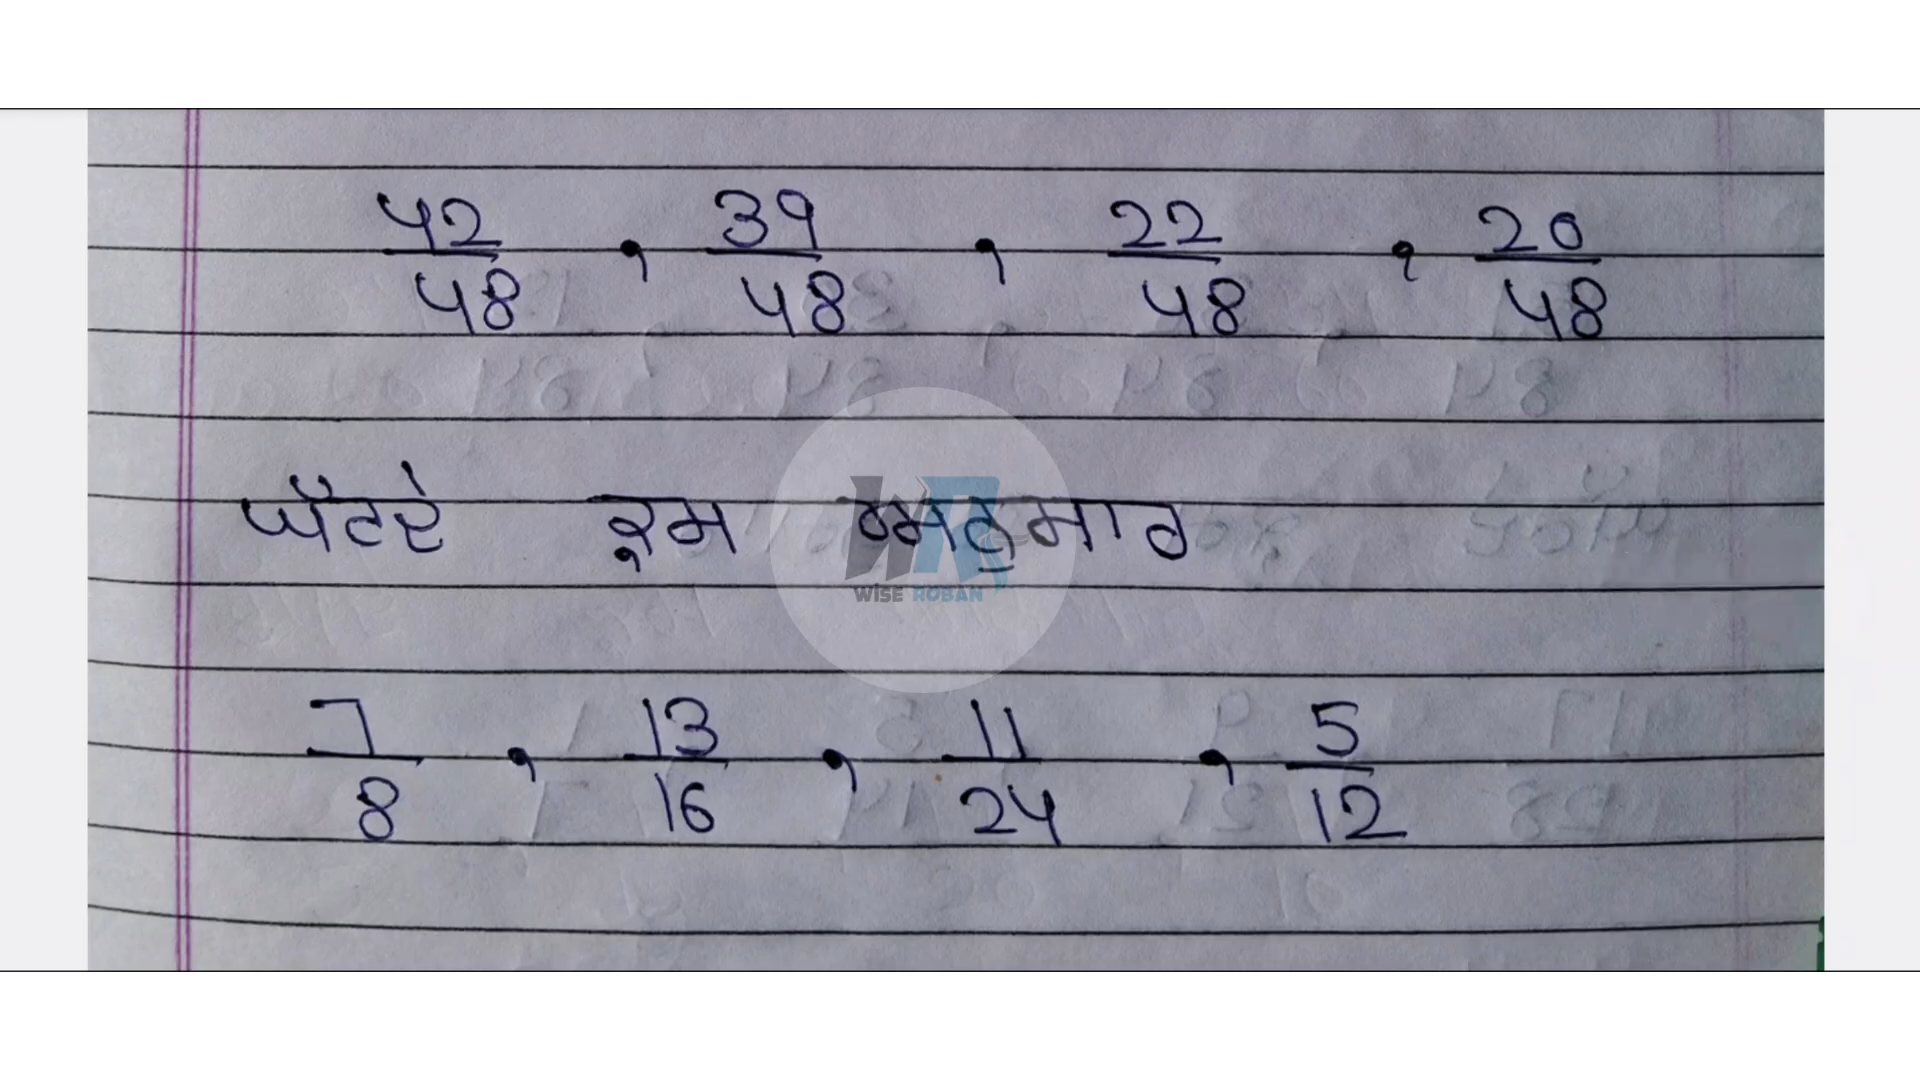 42/48 , 39/48 , 22/48 , 20/48
ਘੱਟਦੇ ਕ੍ਰਮ ਅਨੁਸਾਰ
WR
WISE ROBAN
7/8 , 13/16 , 11/24 , 5/12